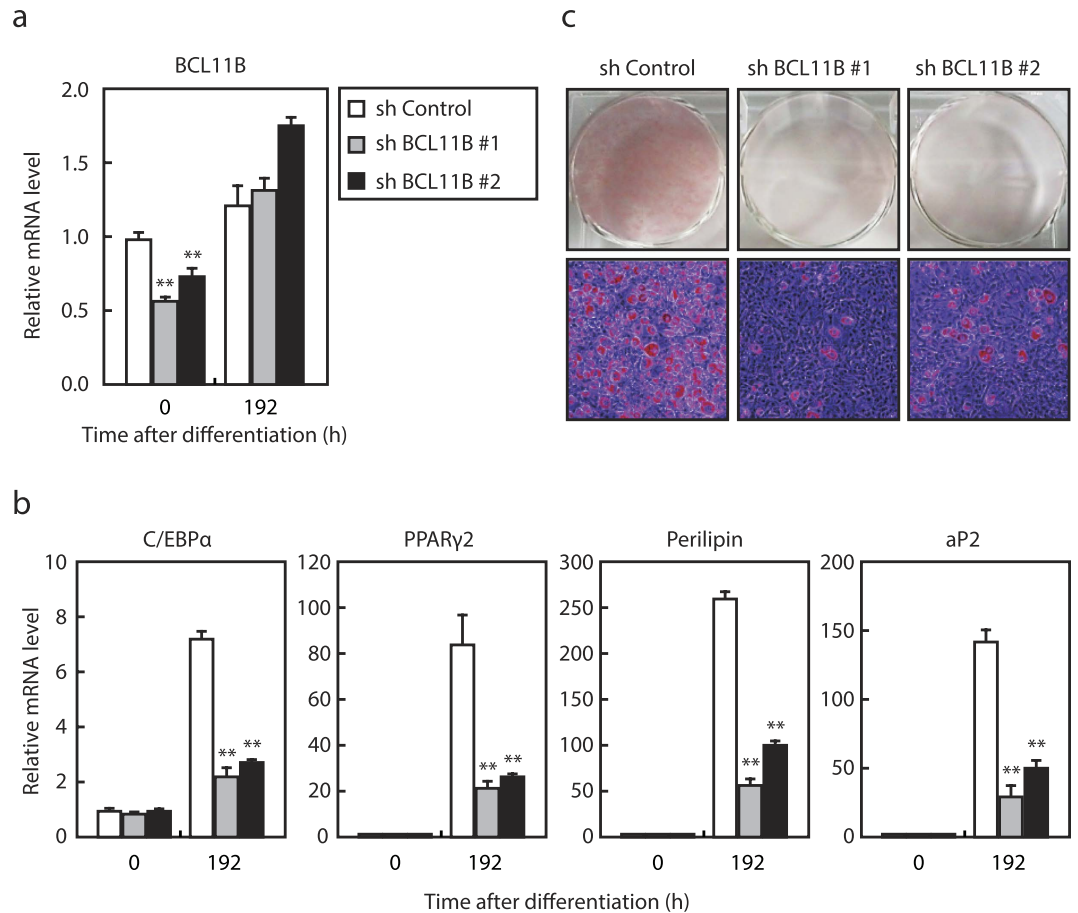 a
BCL11B
2.0
1.5
1.0
0.5
0.0
Relative mRNA level
** **
0 192
Time after differentiation (h)
sh Control
sh BCL11B #1
sh BCL11B #2
c
sh Control sh BCL11B #1 sh BCL11B #2
b
C/EBPα
10
8
6
4
2
0
Relative mRNA level
** **
0 192
PPARγ2
120
100
80
60
40
20
0
** **
0 192
Perilipin
300
250
200
150
100
50
0
** **
0 192
aP2
200
150
100
50
0
** **
0 192
Time after differentiation (h)